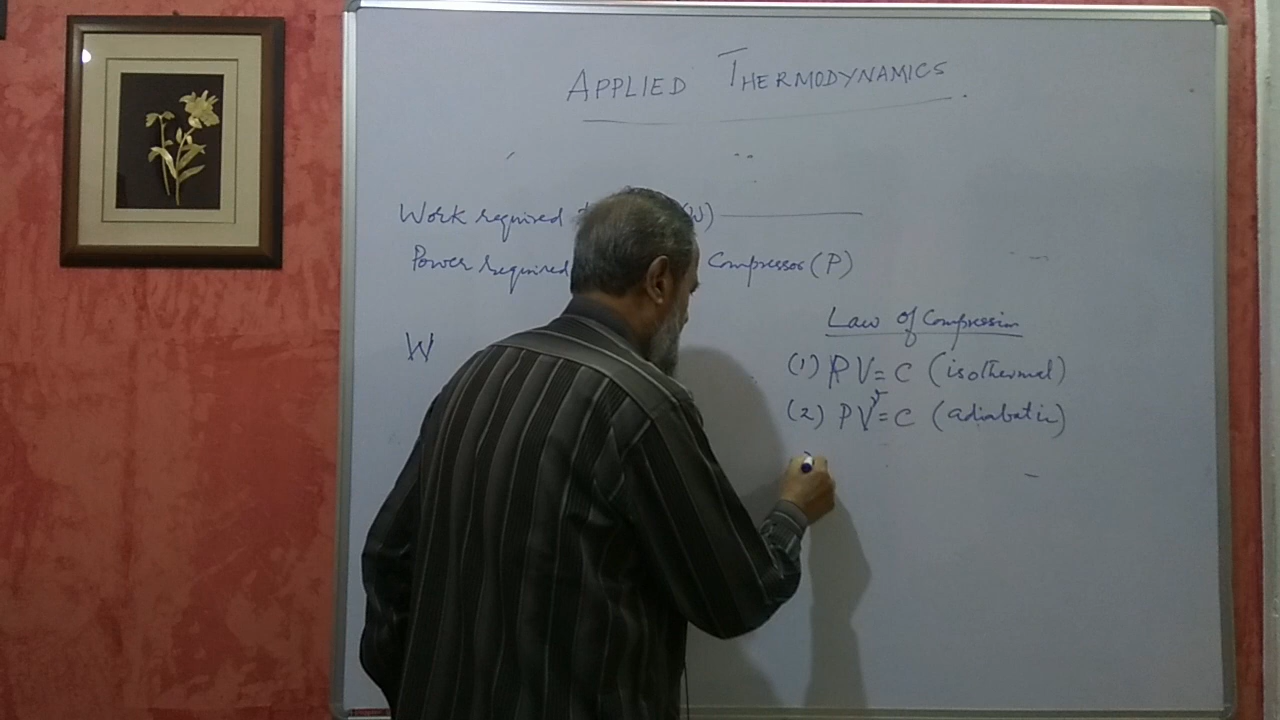 APPLIED THERMODYNAMICS
Work required (W)
Power required Compressor (P)
W
Law of Compression
(1) PV = C (isothermal)
(2) PV^γ = C (adiabatic)